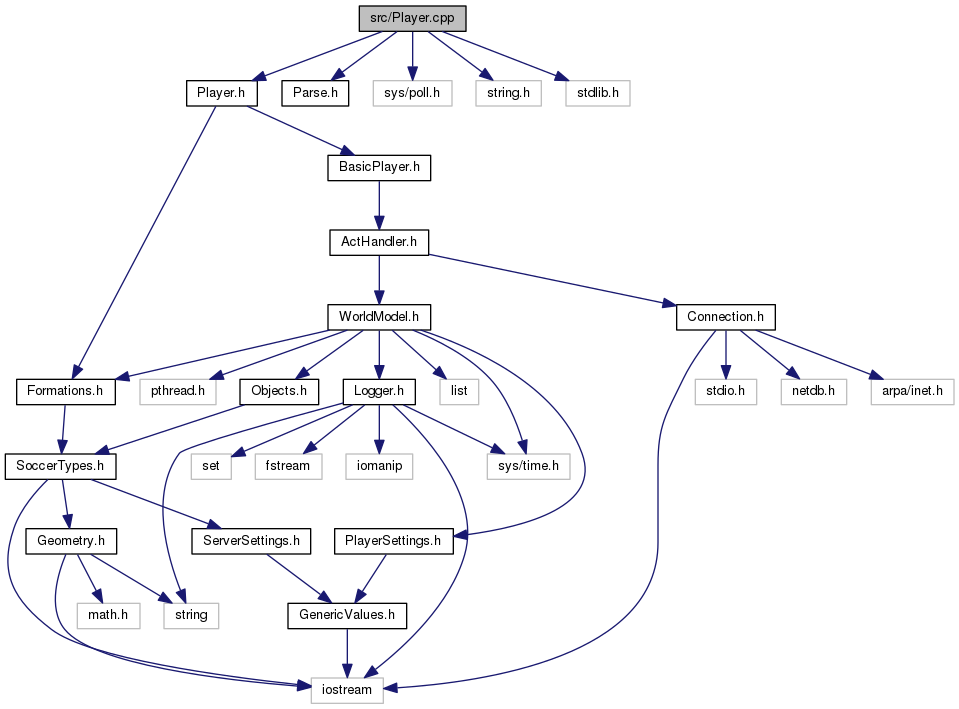 src/Player.cpp
Player.h
Parse.h
sys/poll.h
string.h
stdlib.h
BasicPlayer.h
ActHandler.h
WorldModel.h
Connection.h
Formations.h
pthread.h
Objects.h
Logger.h
list
stdio.h
netdb.h
arpa/inet.h
SoccerTypes.h
set
fstream
iomanip
sys/time.h
Geometry.h
ServerSettings.h
PlayerSettings.h
math.h
string
GenericValues.h
iostream